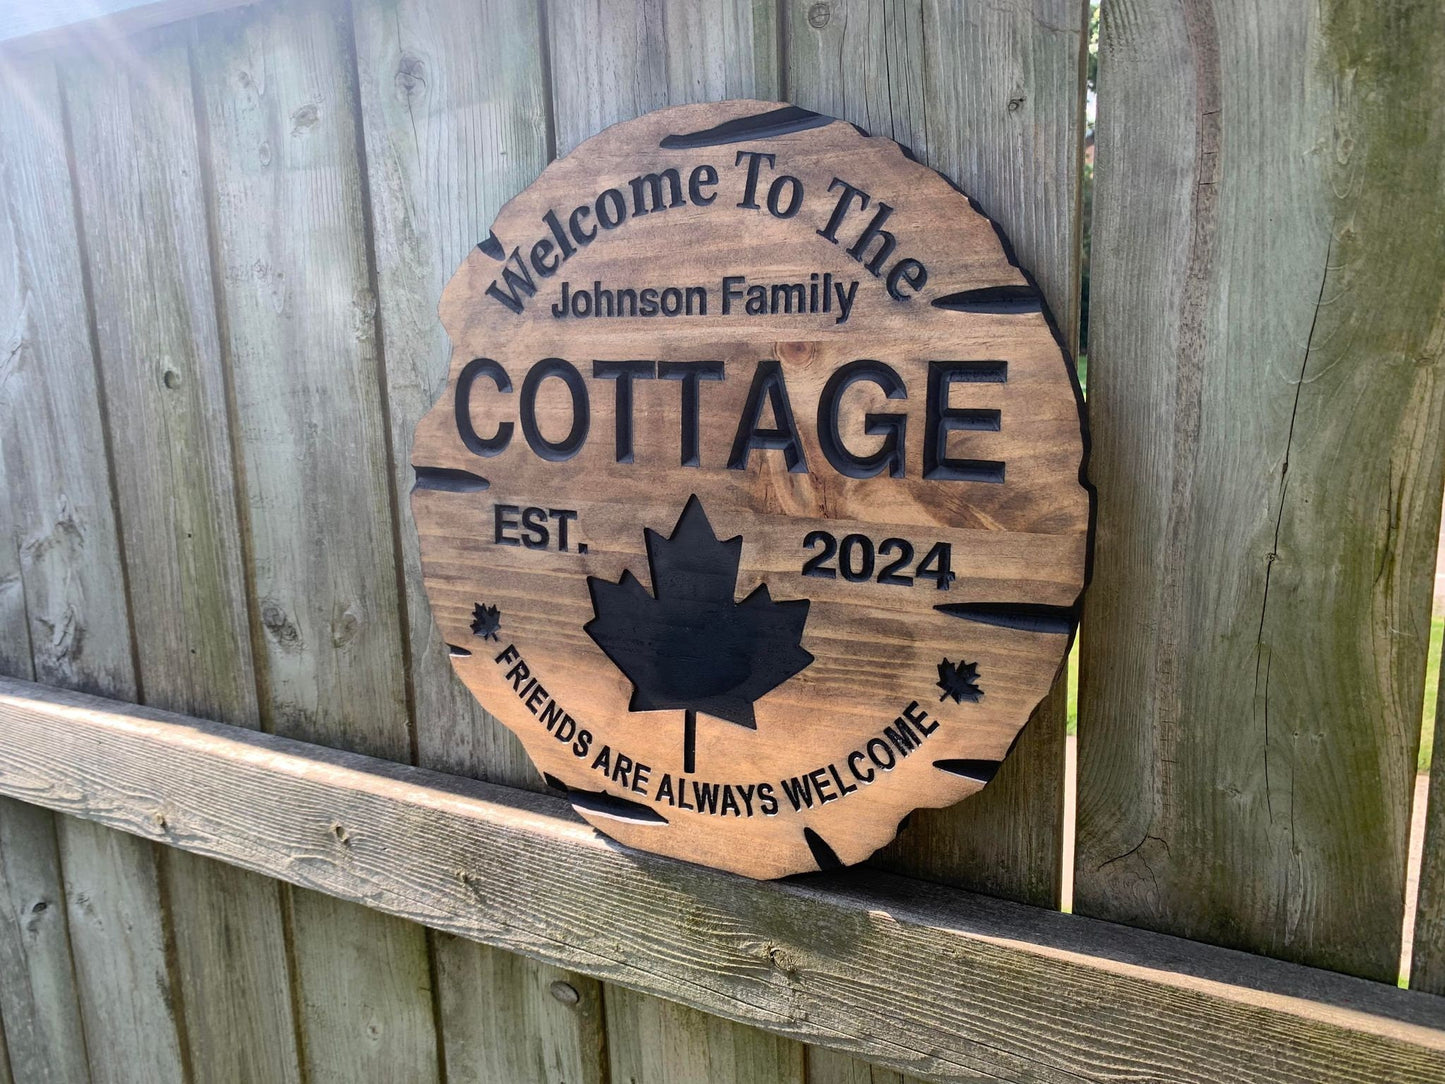 Welcome To The
Johnson Family
COTTAGE
EST. 2024
FRIENDS ARE ALWAYS WELCOME